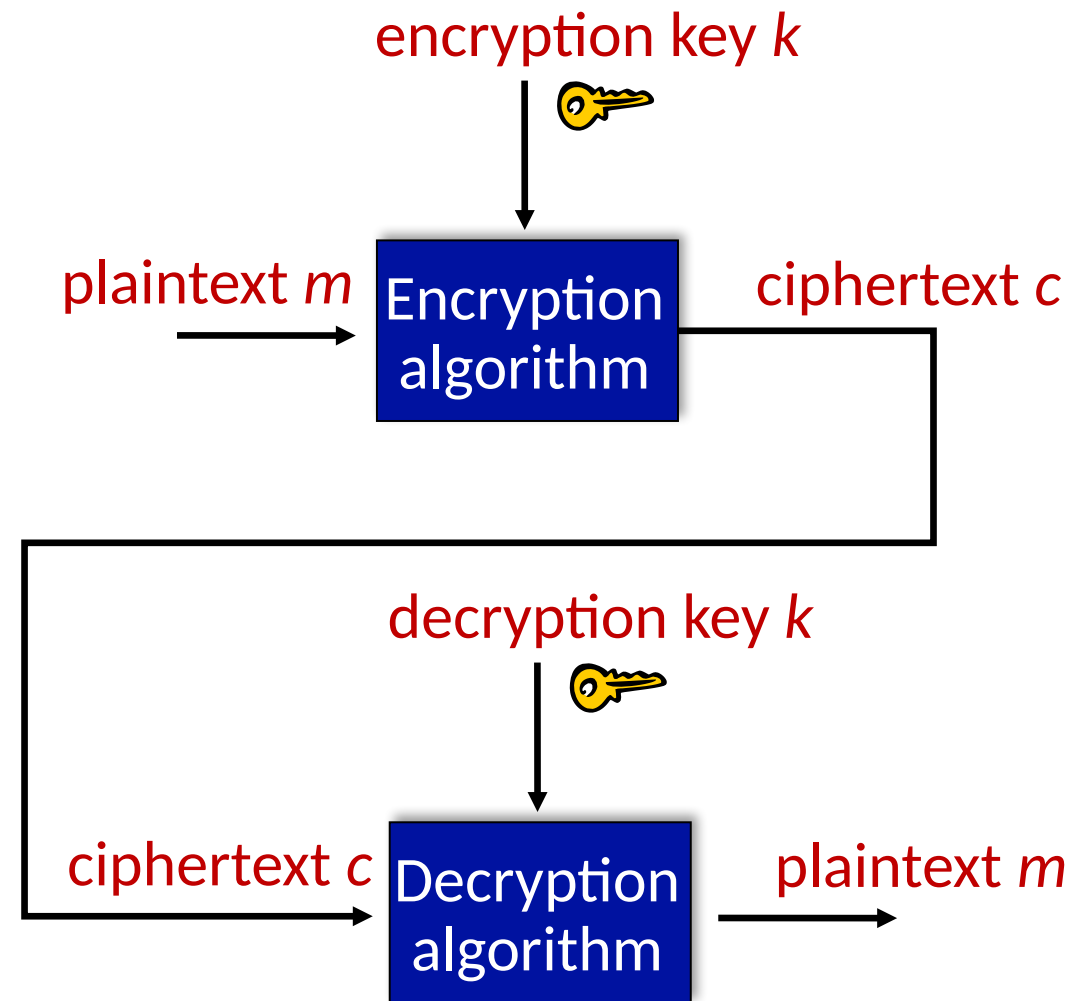 encryption key k
plaintext m
Encryption
algorithm
ciphertext c
decryption key k
ciphertext c
Decryption
algorithm
plaintext m